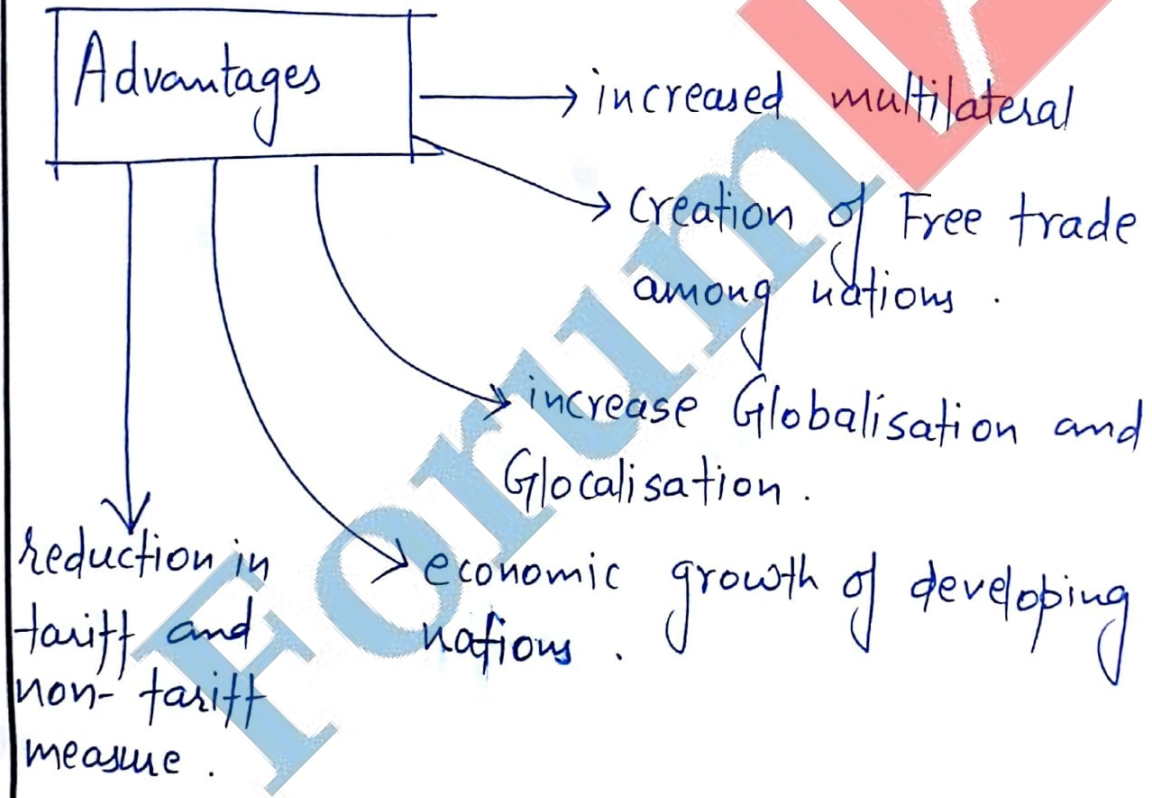 Advantages
increased multilateral
Creation of Free trade
among nations .
increase Globalisation and
Glocalisation .
economic growth of developing
nations .
reduction in
tariff and
non- tariff
measure .
Forum